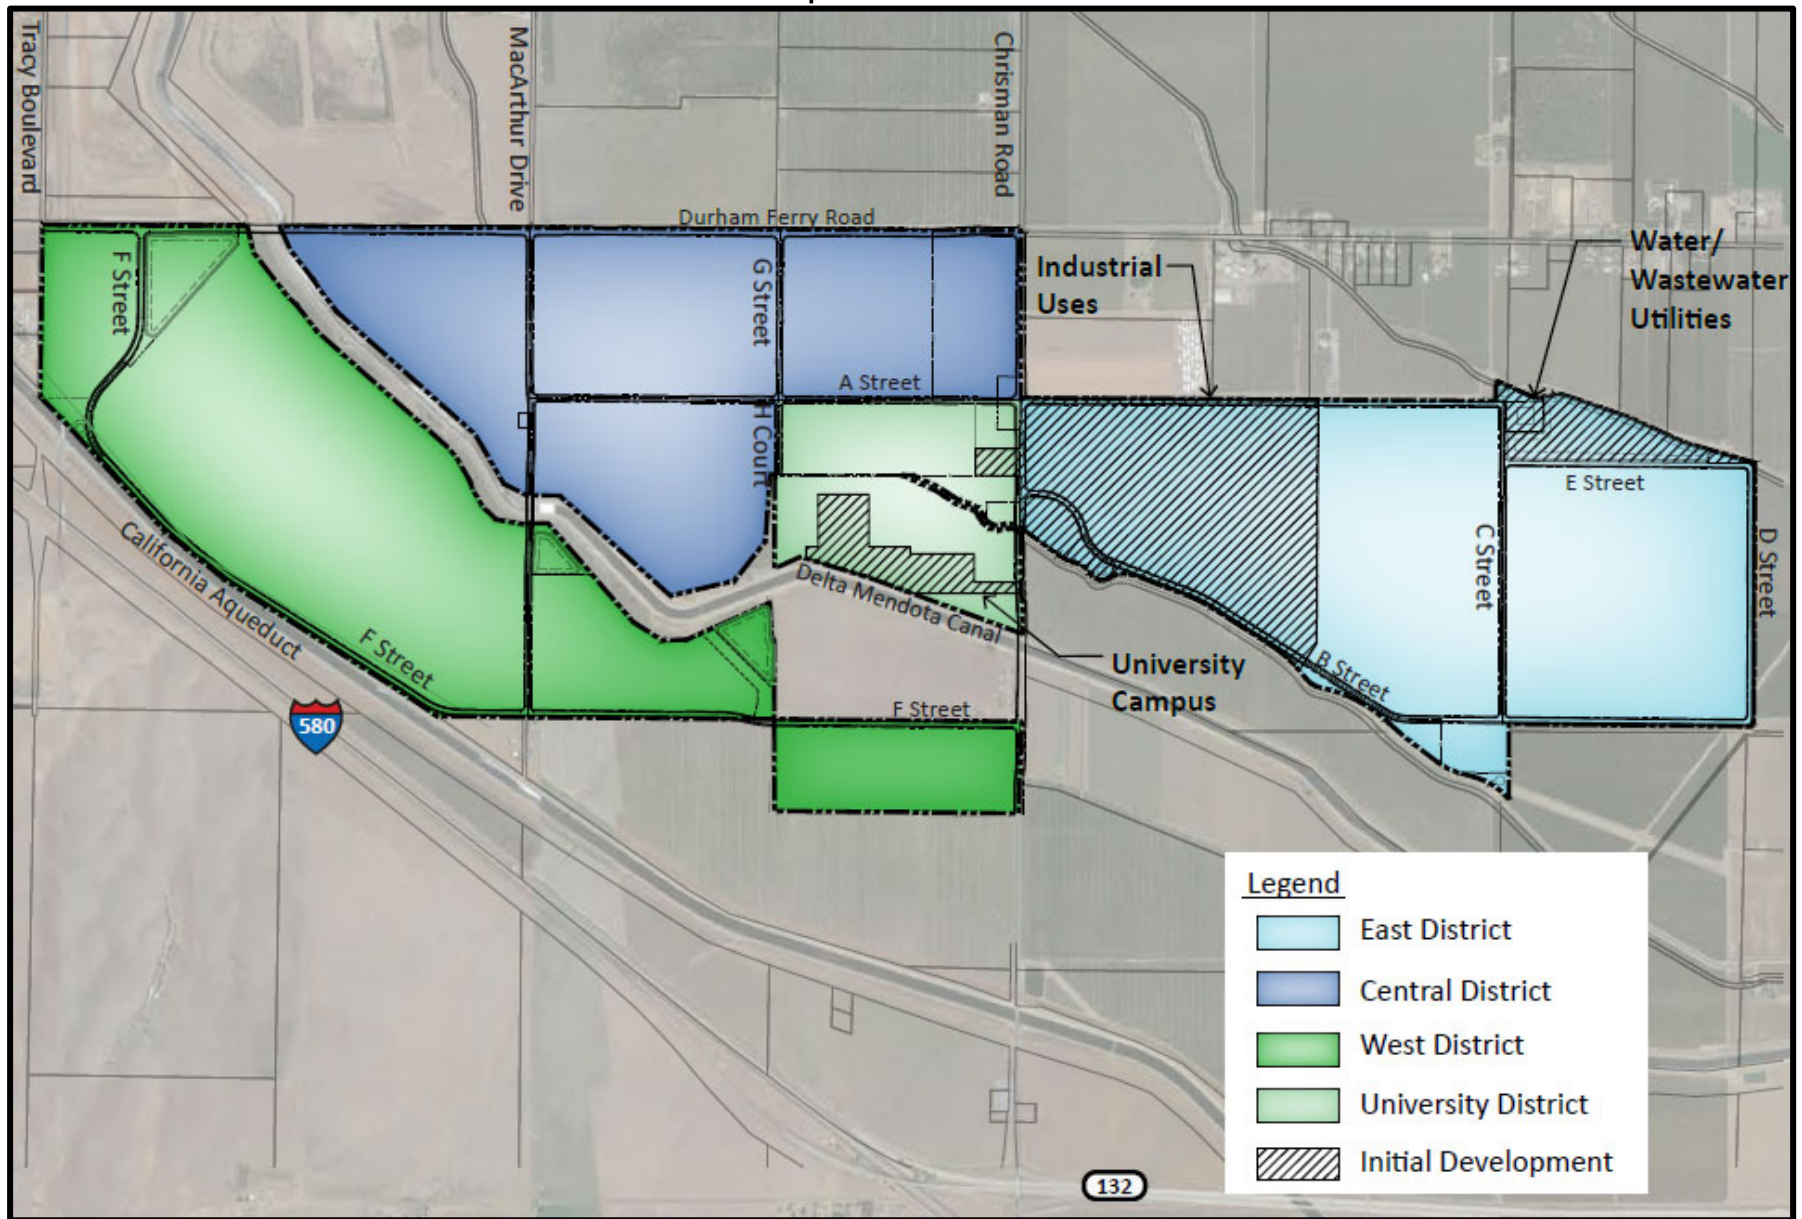 Tracy Boulevard
MacArthur Drive
Chrisman Road
Durham Ferry Road
F Street
G Street
Industrial
Uses
Water/
Wastewater
Utilities
A Street
H Court
E Street
C Street
D Street
California Aqueduct
F Street
Delta Mendota Canal
B Street
University
Campus
F Street
580
Legend
East District
Central District
West District
University District
Initial Development
132